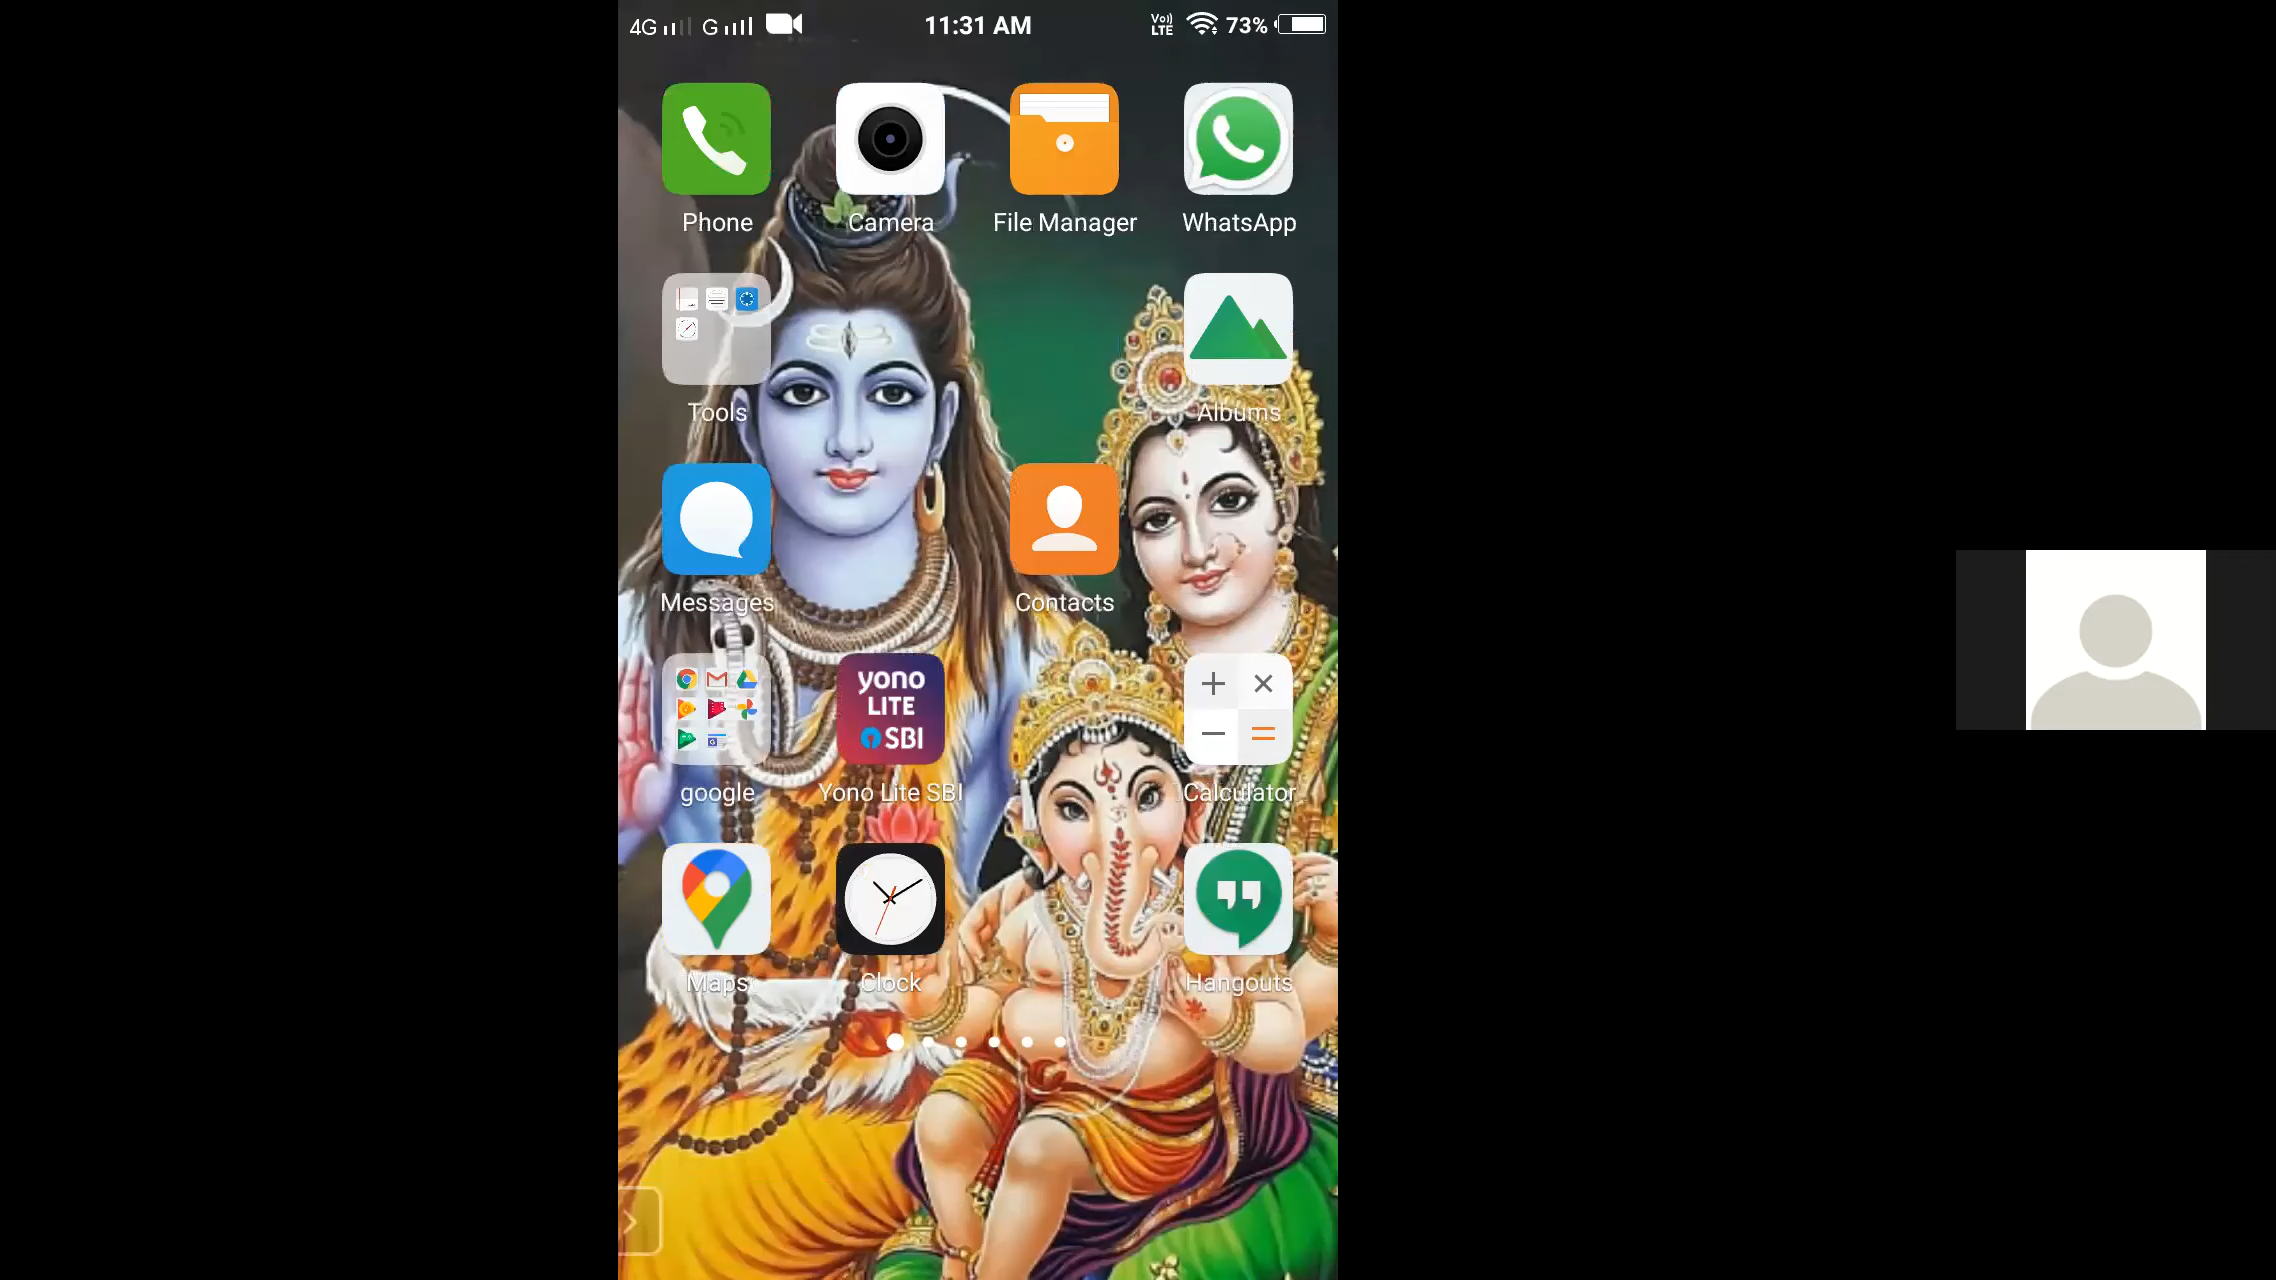 4G G 11:31 AM Vo)) LTE 73%
Phone Camera File Manager WhatsApp
Tools Albums
Messages Contacts
yono
LITE
SBI
google Yono Lite SBI Calculator
Maps Clock Hangouts